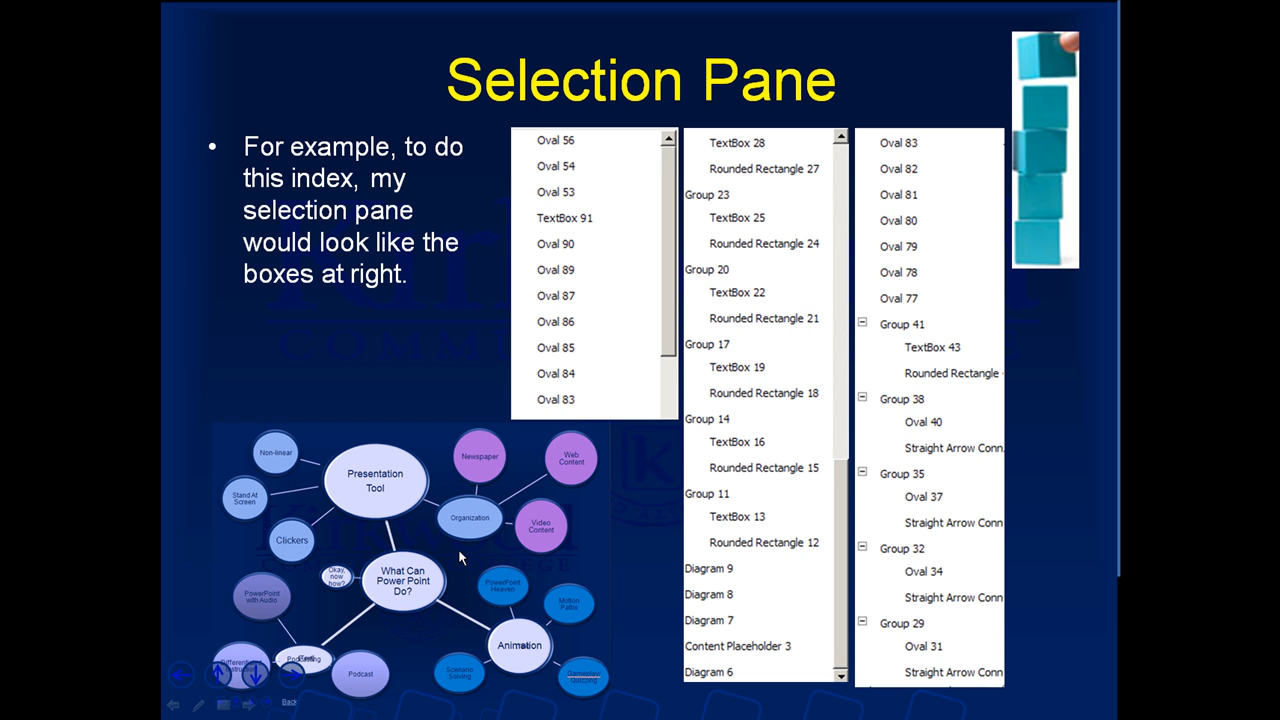 Selection Pane
• For example, to do
this index, my
selection pane
would look like the
boxes at right.
Oval 56
Oval 54
Oval 53
TextBox 91
Oval 90
Oval 89
Oval 87
Oval 86
Oval 85
Oval 84
Oval 83
TextBox 28
Rounded Rectangle 27
Group 23
TextBox 25
Rounded Rectangle 24
Group 20
TextBox 22
Rounded Rectangle 21
Group 17
TextBox 19
Rounded Rectangle 18
Group 14
TextBox 16
Rounded Rectangle 15
Group 11
TextBox 13
Rounded Rectangle 12
Diagram 9
Diagram 8
Diagram 7
Content Placeholder 3
Diagram 6
Oval 83
Oval 82
Oval 81
Oval 80
Oval 79
Oval 78
Oval 77
Group 41
TextBox 43
Rounded Rectangle
Group 38
Oval 40
Straight Arrow Conn
Group 35
Oval 37
Straight Arrow Conn
Group 32
Oval 34
Straight Arrow Conn
Group 29
Oval 31
Straight Arrow Conn
Non-linear
Presentation
Tool
Newspaper
Web
Content
Stand At
Screen
Organization
Video
Content
Clickers
Okay,
now
how?
What Can
Power Point
Do?
PowerPoint
Heaven
PowerPoint
with Audio
Motion
Paths
Animation
Podcast
Scenario
Solving
Back